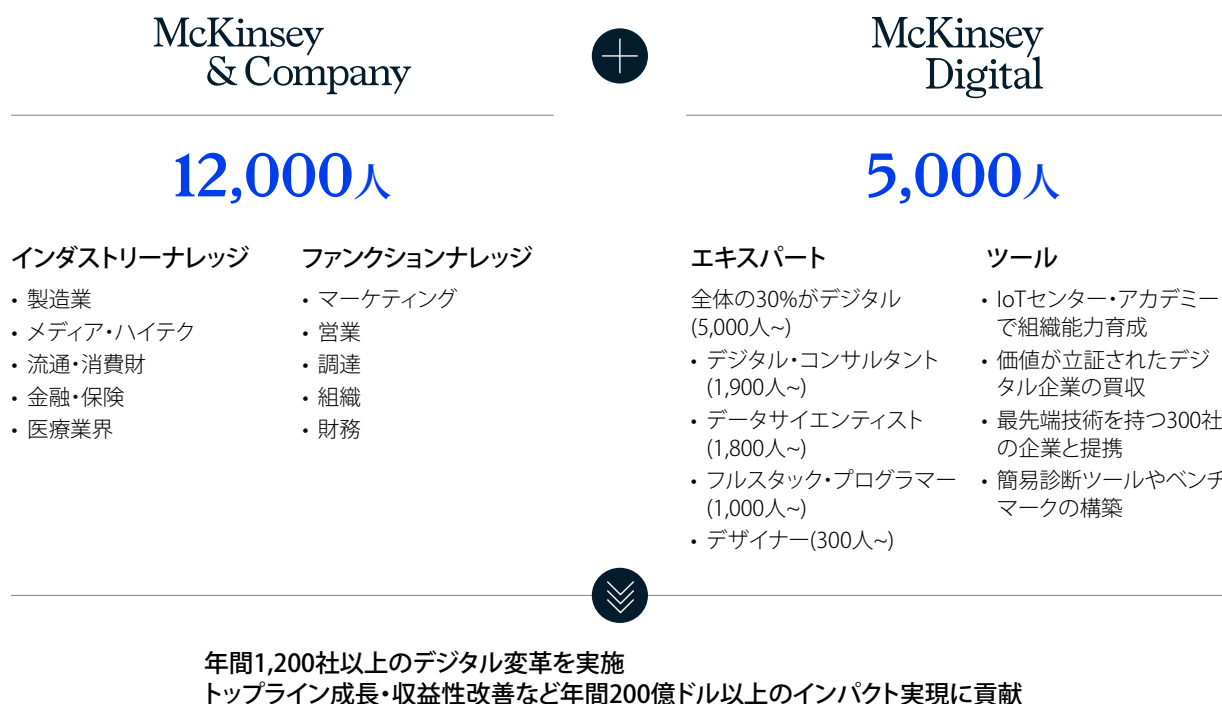 McKinsey
& Company
McKinsey
Digital
12,000人
5,000人
インダストリーナレッジ
・製造業
・メディア・ハイテク
・流通・消費財
・金融・保険
・医療業界
ファンクションナレッジ
・マーケティング
・営業
・調達
・組織
・財務
エキスパート
全体の30%がデジタル
(5,000人~)
・デジタル・コンサルタント
(1,900人~)
・データサイエンティスト
(1,800人~)
・フルスタック・プログラマー
(1,000人~)
・デザイナー(300人~)
ツール
・IoTセンター・アカデミー
で組織能力育成
・価値が立証されたデジ
タル企業の買収
・最先端技術を持つ300社
の企業と提携
・簡易診断ツールやベンチ
マークの構築
年間1,200社以上のデジタル変革を実施
トップライン成長・収益性改善など年間200億ドル以上のインパクト実現に貢献